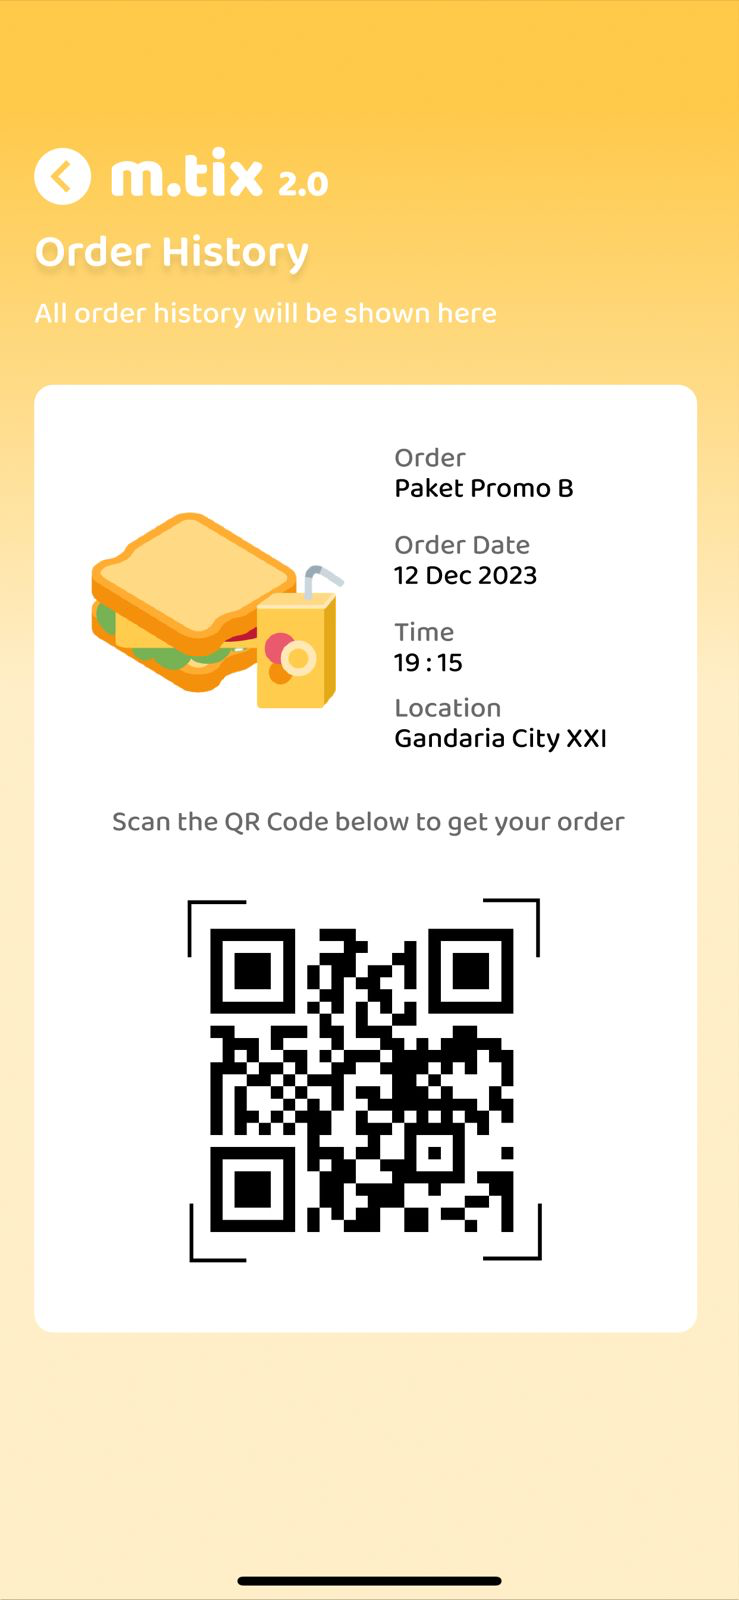 m.tix 2.0
Order History
All order history will be shown here
Order
Paket Promo B
Order Date
12 Dec 2023
Time
19 : 15
Location
Gandaria City XXI
Scan the QR Code below to get your order